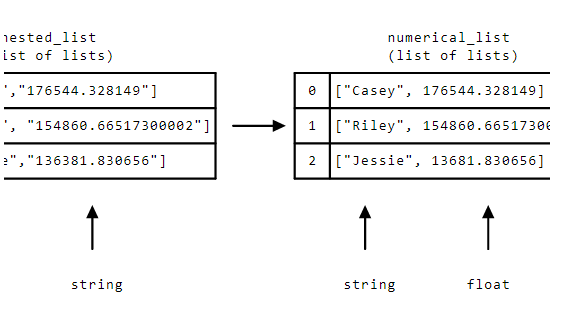 nested_list
list of lists)
","176544.328149"]
", "154860.66517300002"]
e","136381.830656"]
numerical_list
(list of lists)
0 ["Casey", 176544.328149]
1 ["Riley", 154860.6651730
2 ["Jessie", 13681.830656]
string
string
float